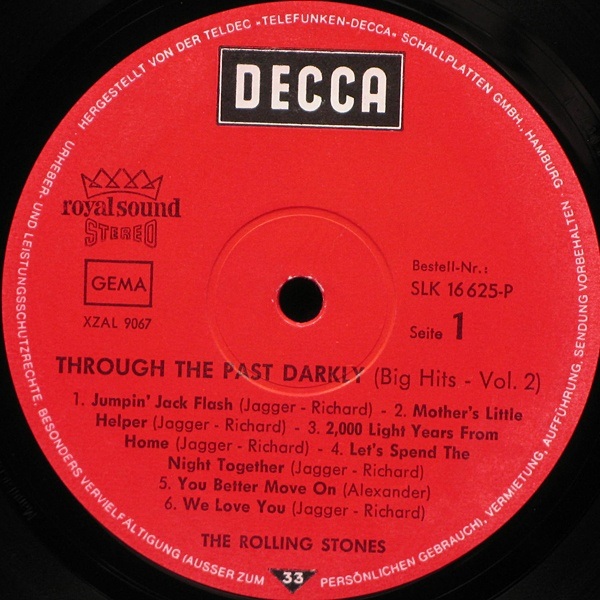 HERGESTELLT VON DER TELDEC »TELEFUNKEN-DECCA« SCHALLPLATTEN GMBH., HAMBURG
DECCA
royalsound
STEREO
GEMA
XZAL 9067
Bestell-Nr.:
SLK 16 625-P
Seite 1
THROUGH THE PAST DARKLY (Big Hits - Vol. 2)
1. Jumpin' Jack Flash (Jagger - Richard) - 2. Mother's Little
Helper (Jagger - Richard) - 3. 2,000 Light Years From
Home (Jagger - Richard) - 4. Let's Spend The
Night Together (Jagger - Richard)
5. You Better Move On (Alexander)
6. We Love You (Jagger - Richard)
THE ROLLING STONES
33
URHEBER- UND LEISTUNGSSCHUTZRECHTE, BESONDERS VERVIELFÄLTIGUNG (AUSSER ZUM PERSÖNLICHEN GEBRAUCH), VERMIETUNG, AUFFÜHRUNG, SENDUNG VORBEHALTEN